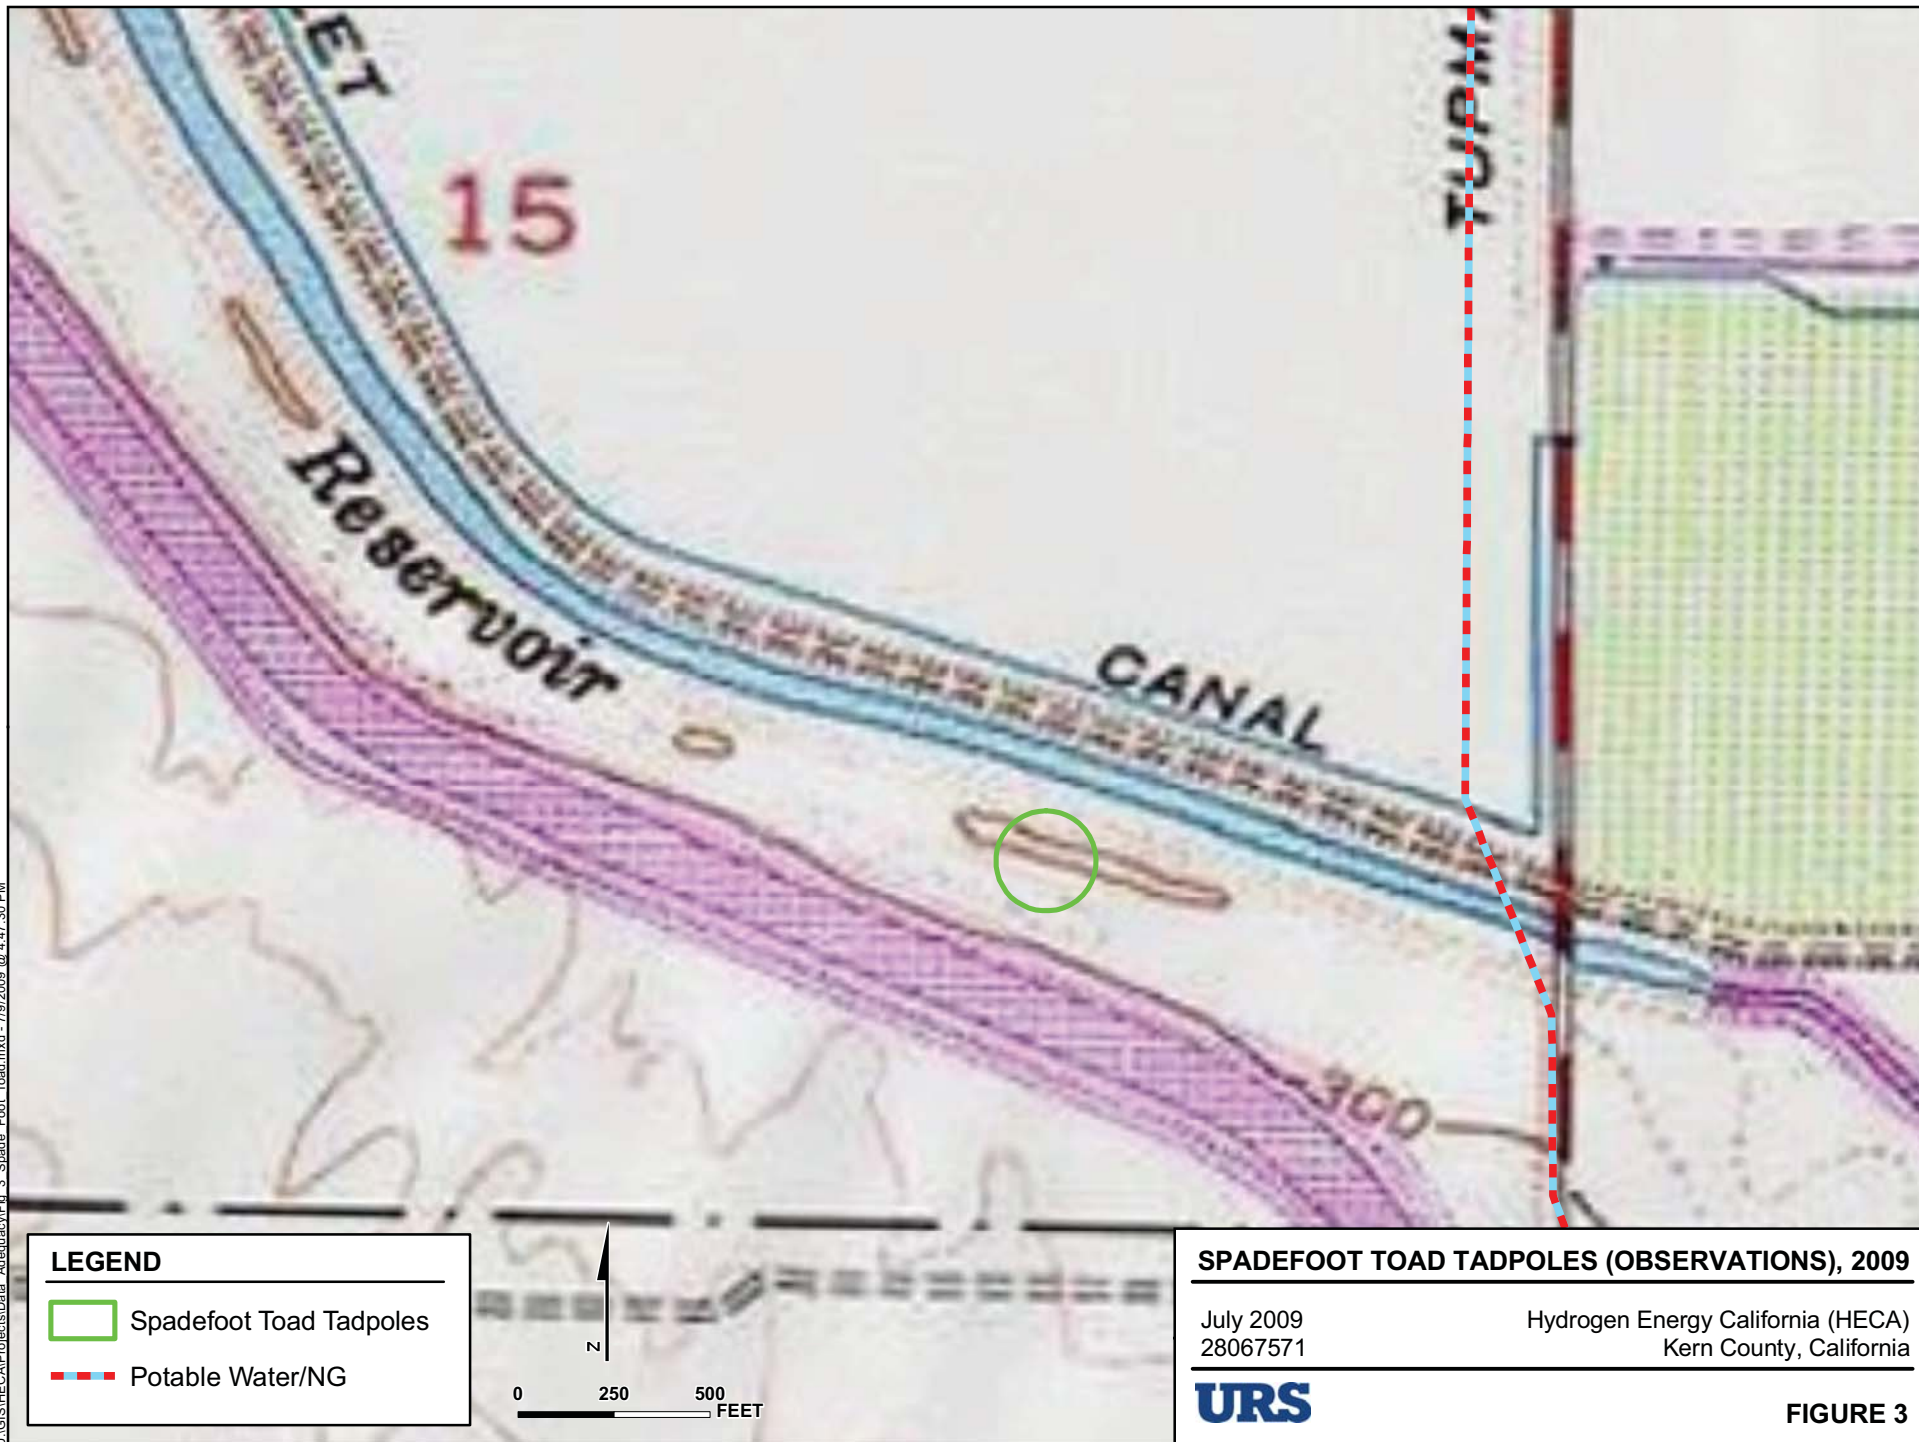 15
Reservoir
CANAL
300
LEGEND
Spadefoot Toad Tadpoles
Potable Water/NG
N
0 250 500
FEET
SPADEFOOT TOAD TADPOLES (OBSERVATIONS), 2009
July 2009
Hydrogen Energy California (HECA)
28067571
Kern County, California
URS
FIGURE 3